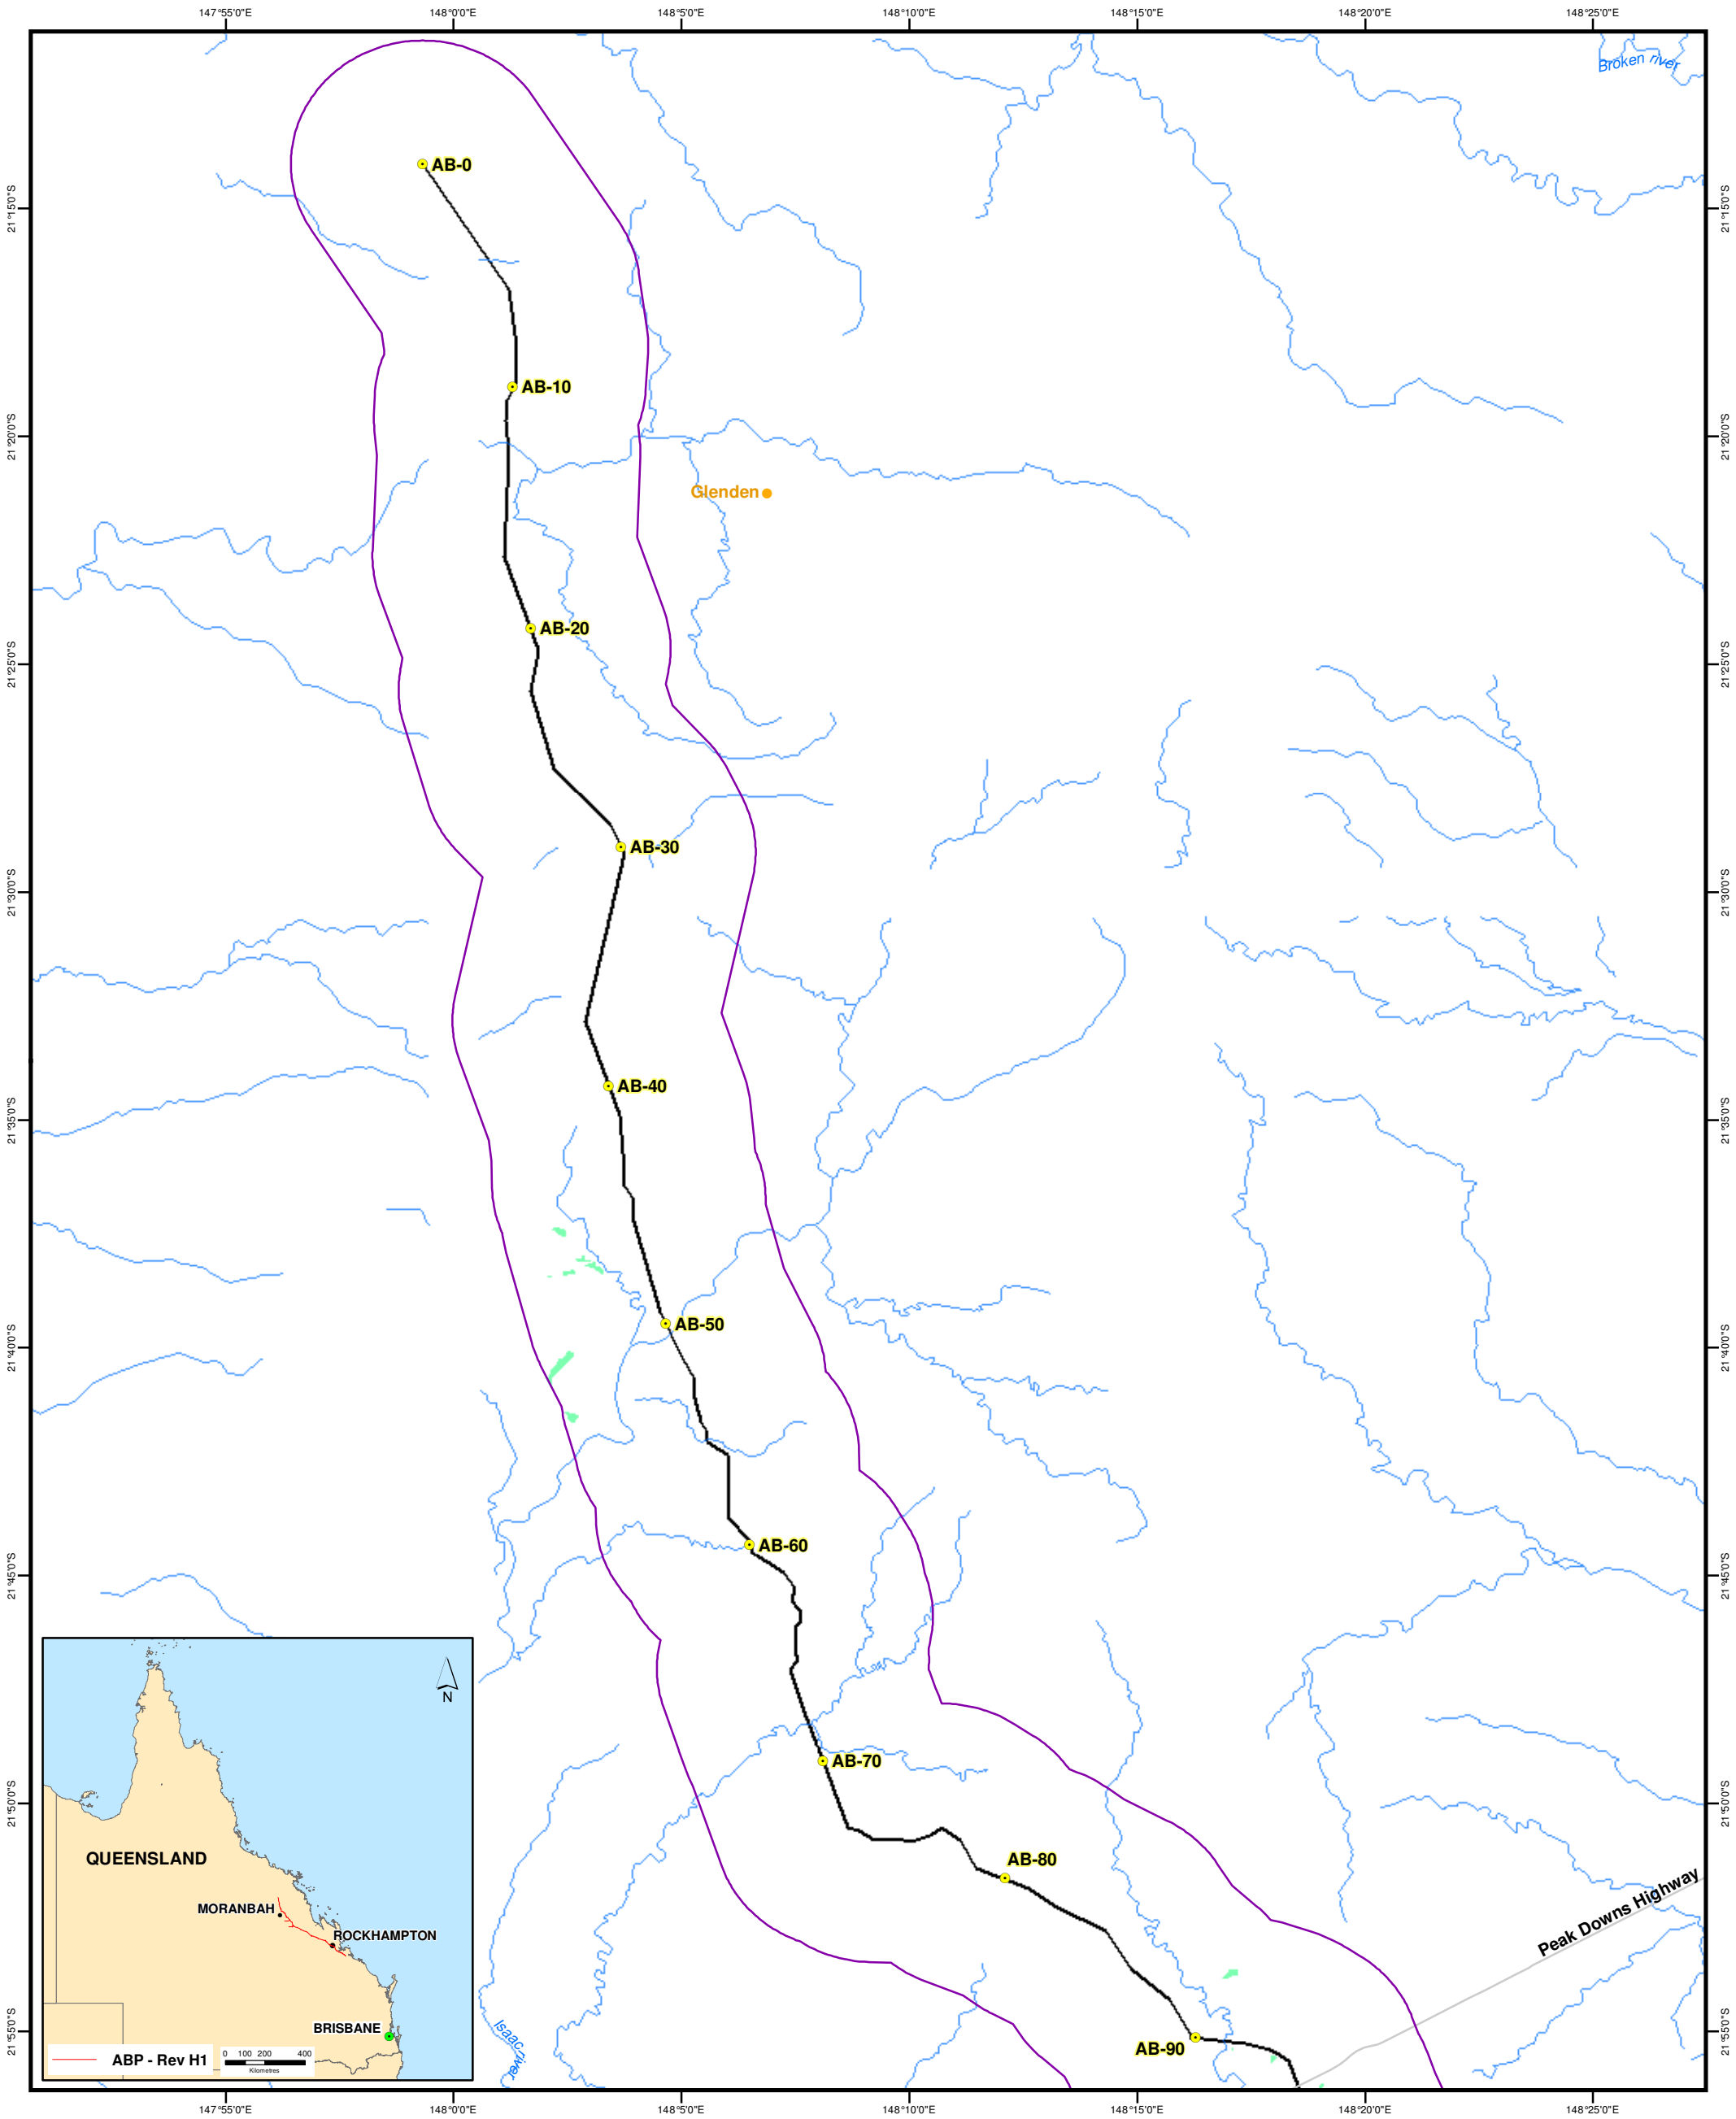 147°55'0"E 148°0'0"E 148°5'0"E 148°10'0"E 148°15'0"E 148°20'0"E 148°25'0"E
Broken river
AB-0
21°15'0"S 21°15'0"S
AB-10
21°20'0"S 21°20'0"S
Glenden
AB-20
21°25'0"S 21°25'0"S
AB-30
21°30'0"S 21°30'0"S
AB-40
21°35'0"S 21°35'0"S
AB-50
21°40'0"S 21°40'0"S
AB-60
21°45'0"S 21°45'0"S
AB-70
21°50'0"S 21°50'0"S
AB-80
Peak Downs Highway
21°55'0"S 21°55'0"S
AB-90
Isaac river
N
QUEENSLAND
MORANBAH
ROCKHAMPTON
BRISBANE
ABP - Rev H1
0 100 200 400
Kilometres
147°55'0"E 148°0'0"E 148°5'0"E 148°10'0"E 148°15'0"E 148°20'0"E 148°25'0"E